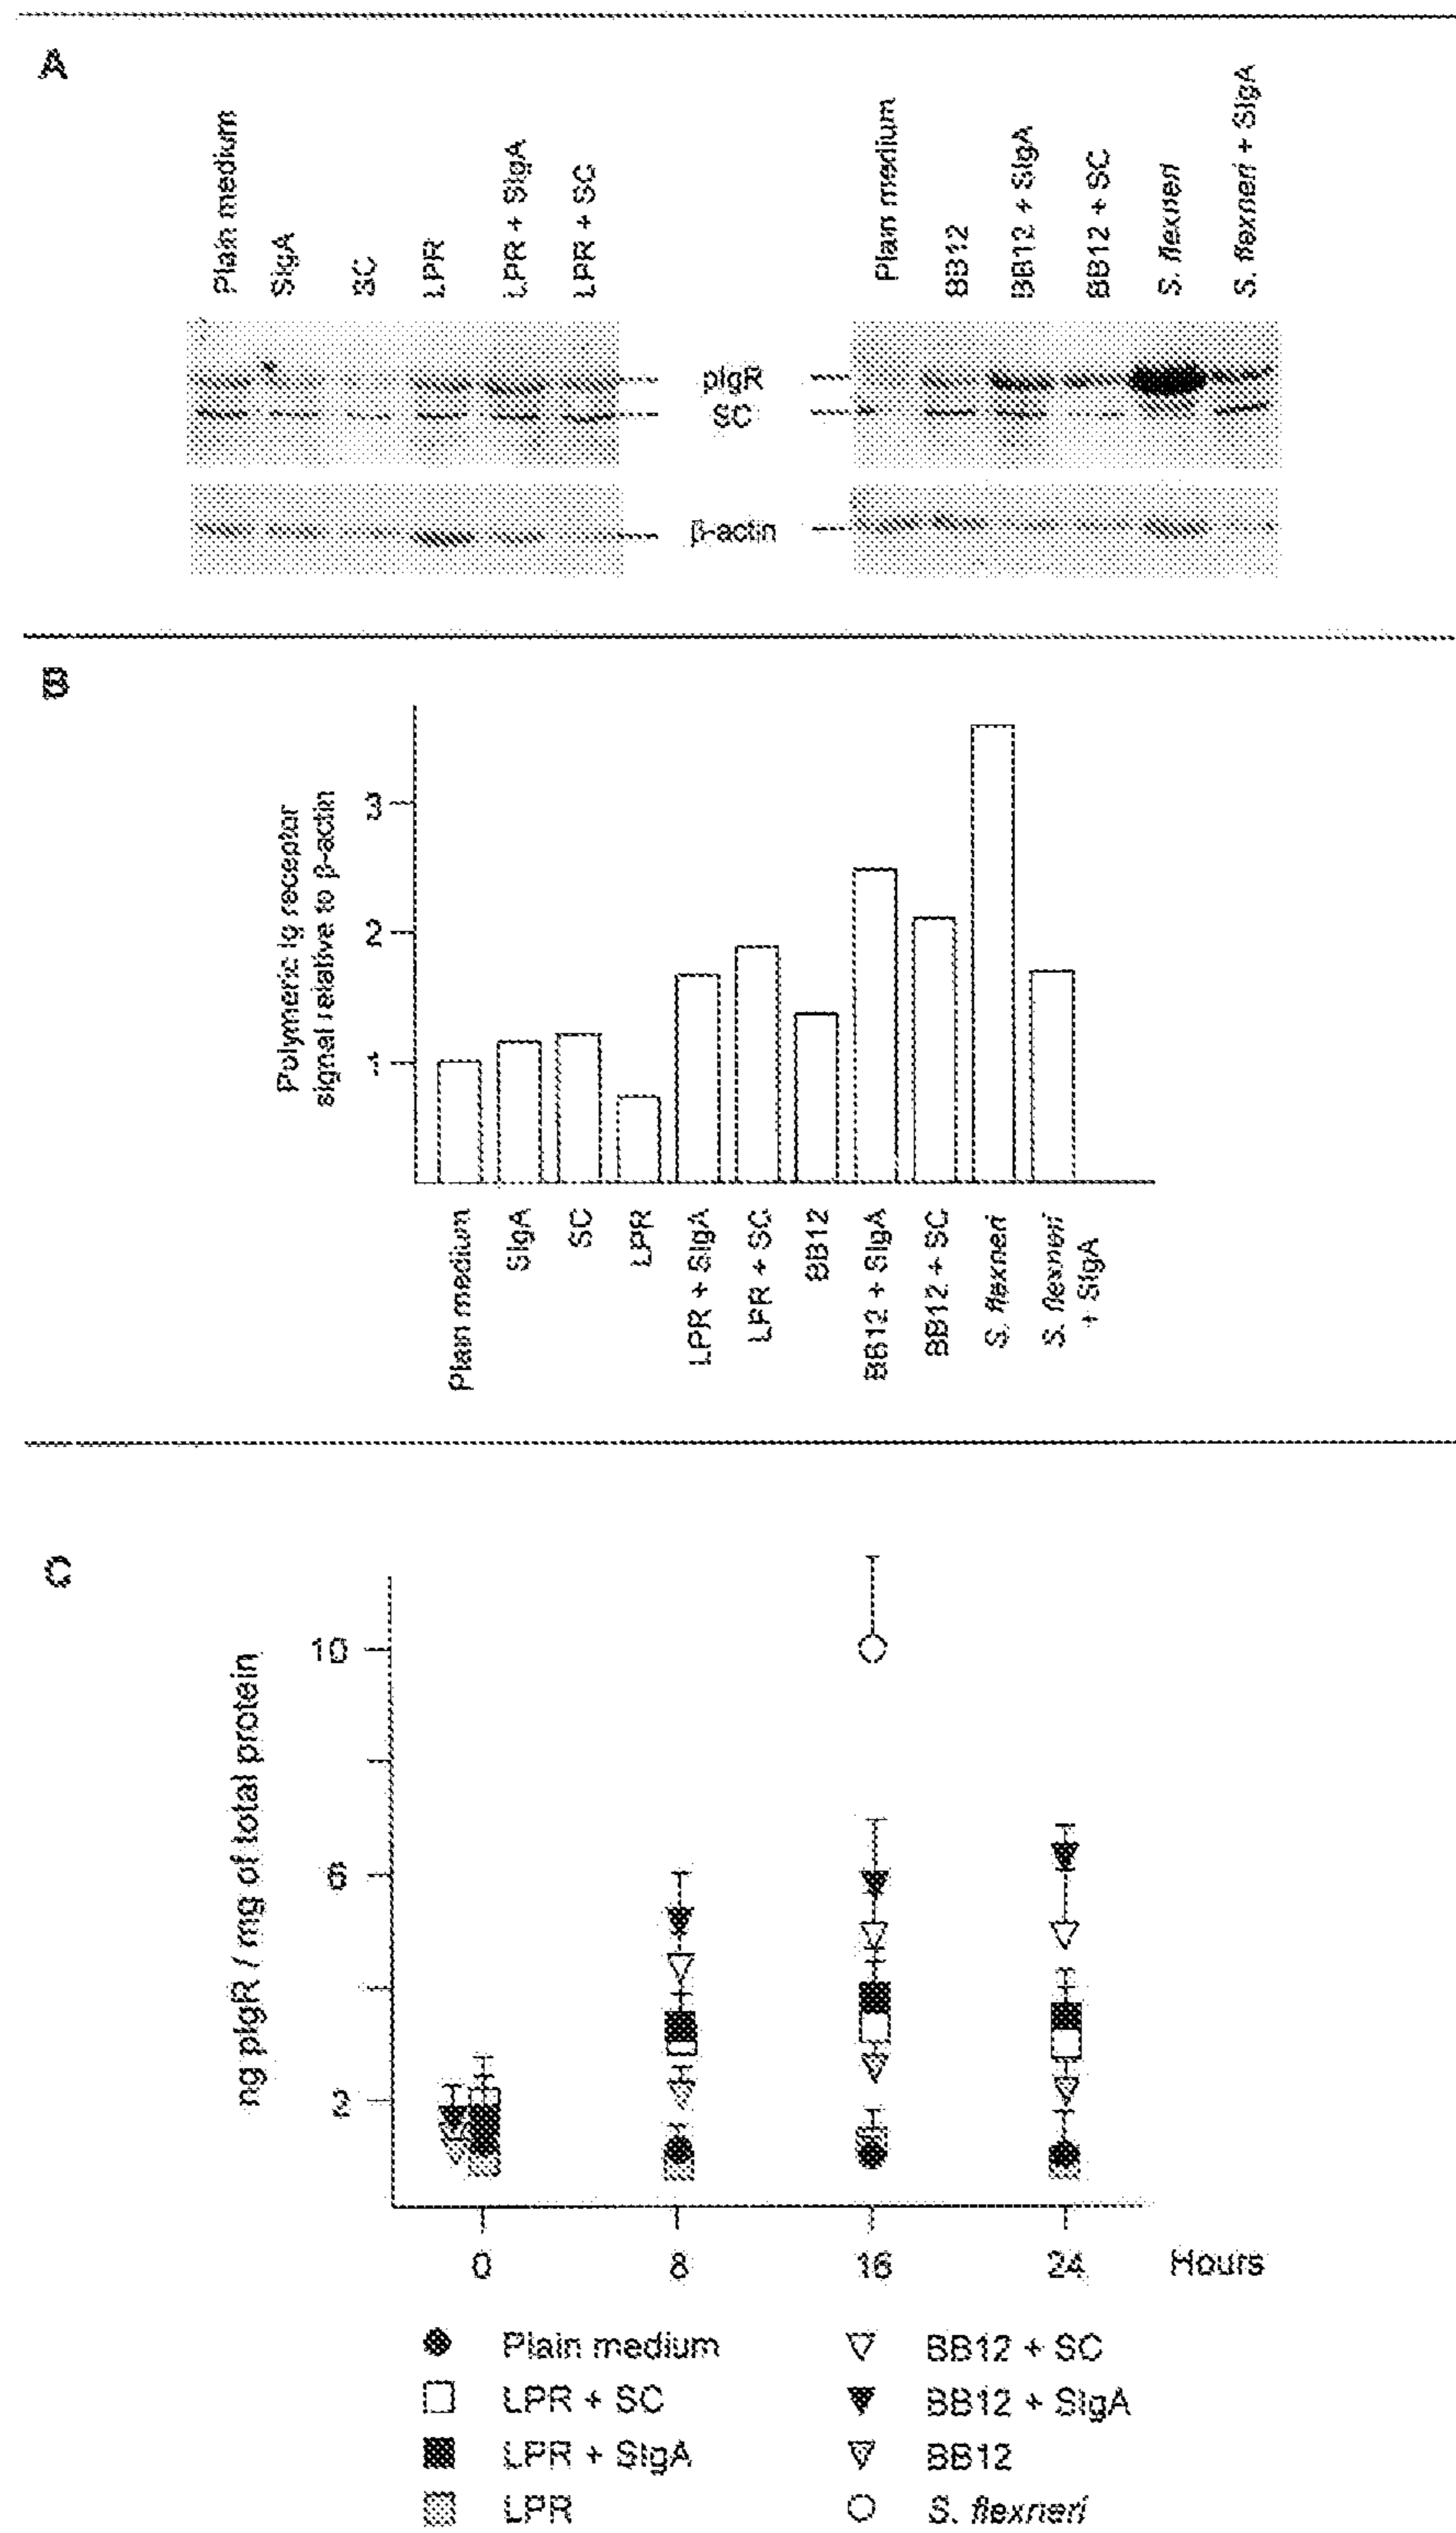 A
Plain medium
SIgA
SC
LPR
LPR + SIgA
LPR + SC
Plain medium
BB12
BB12 + SIgA
BB12 + SC
S. flexneri
S. flexneri + SIgA
pIgR
SC
β-actin
B
Polymeric Ig receptor
signal relative to β-actin
3
2
1
Plain medium
SIgA
SC
LPR
LPR + SIgA
LPR + SC
BB12
BB12 + SIgA
BB12 + SC
S. flexneri
S. flexneri
+ SIgA
C
ng pIgR / mg of total protein
10
6
2
0 8 16 24 Hours
Plain medium BB12 + SC
LPR + SC BB12 + SIgA
LPR + SIgA BB12
LPR S. flexneri